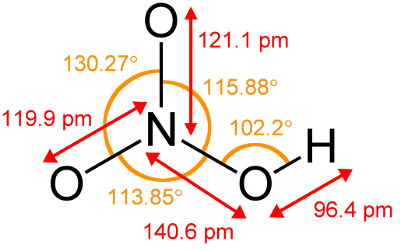 O
121.1 pm
130.27°
115.88°
119.9 pm
N
102.2°
H
O
113.85°
O
140.6 pm
96.4 pm